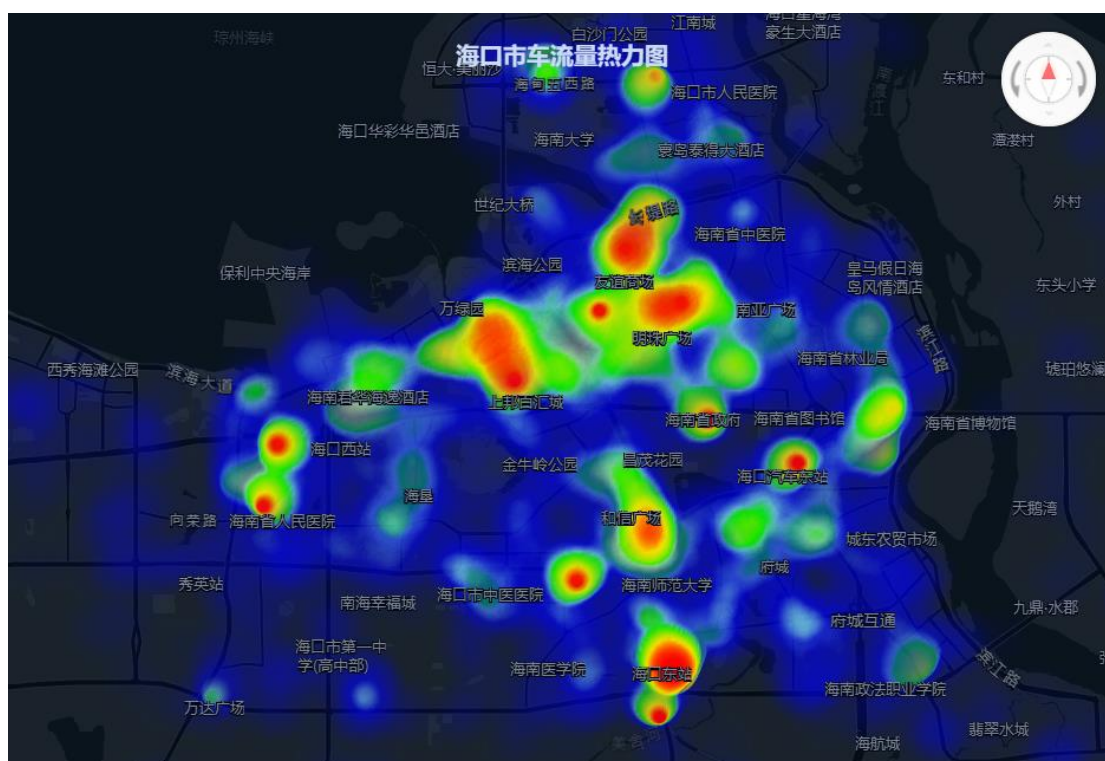 江南城
豪生大酒店
琼州海峡
白沙门公园
海口市车流量热力图
恒大·美丽沙
海甸五西路
海口市人民医院
南渡江
东和村
海口华彩华邑酒店
海南大学
寰岛泰得大酒店
潭榃村
世纪大桥
长堤路
海南省中医院
外村
保利中央海岸
滨海公园
友谊商场
皇马假日海
岛风情酒店
东头小学
万绿园
明珠广场
南亚广场
滨江路
西秀海滩公园
滨海大道
海南省林业局
琥珀悠澜
海南君华海逸酒店
上邦百汇城
海南省政府
海南省图书馆
海南省博物馆
海口西站
金牛岭公园
昌茂花园
海口汽车东站
海垦
向荣路
海南省人民医院
和信广场
天鹅湾
城东农贸市场
秀英站
南海幸福城
海口市中医医院
海南师范大学
府城
九鼎·水郡
府城互通
海口市第一中
学(高中部)
海南医学院
海口东站
滨江路
海南政法职业学院
万达广场
美舍河
翡翠水城
海航城